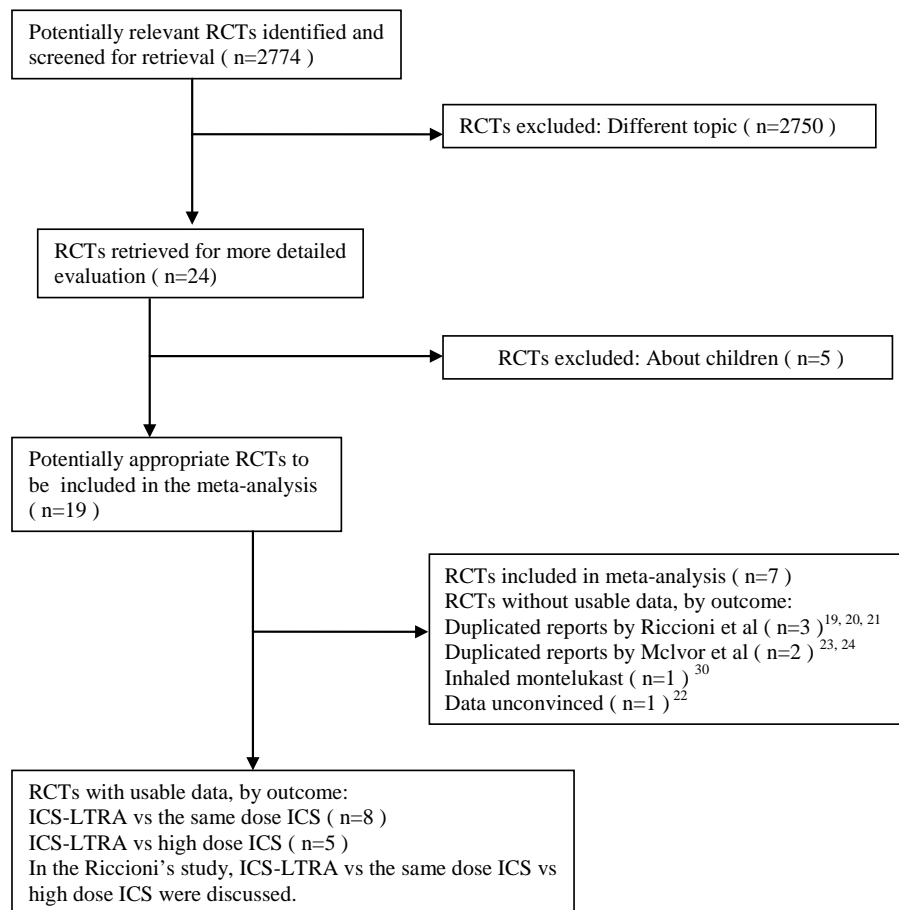 Potentially relevant RCTs identified and
screened for retrieval ( n=2774 )
RCTs excluded: Different topic ( n=2750 )
RCTs retrieved for more detailed
evaluation ( n=24)
RCTs excluded: About children ( n=5 )
Potentially appropriate RCTs to
be included in the meta-analysis
( n=19 )
RCTs included in meta-analysis ( n=7 )
RCTs without usable data, by outcome:
Duplicated reports by Riccioni et al ( n=3 ) 19, 20, 21
Duplicated reports by Mclvor et al ( n=2 ) 23, 24
Inhaled montelukast ( n=1 ) 30
Data unconvinced ( n=1 ) 22
RCTs with usable data, by outcome:
ICS-LTRA vs the same dose ICS ( n=8 )
ICS-LTRA vs high dose ICS ( n=5 )
In the Riccioni’s study, ICS-LTRA vs the same dose ICS vs
high dose ICS were discussed.